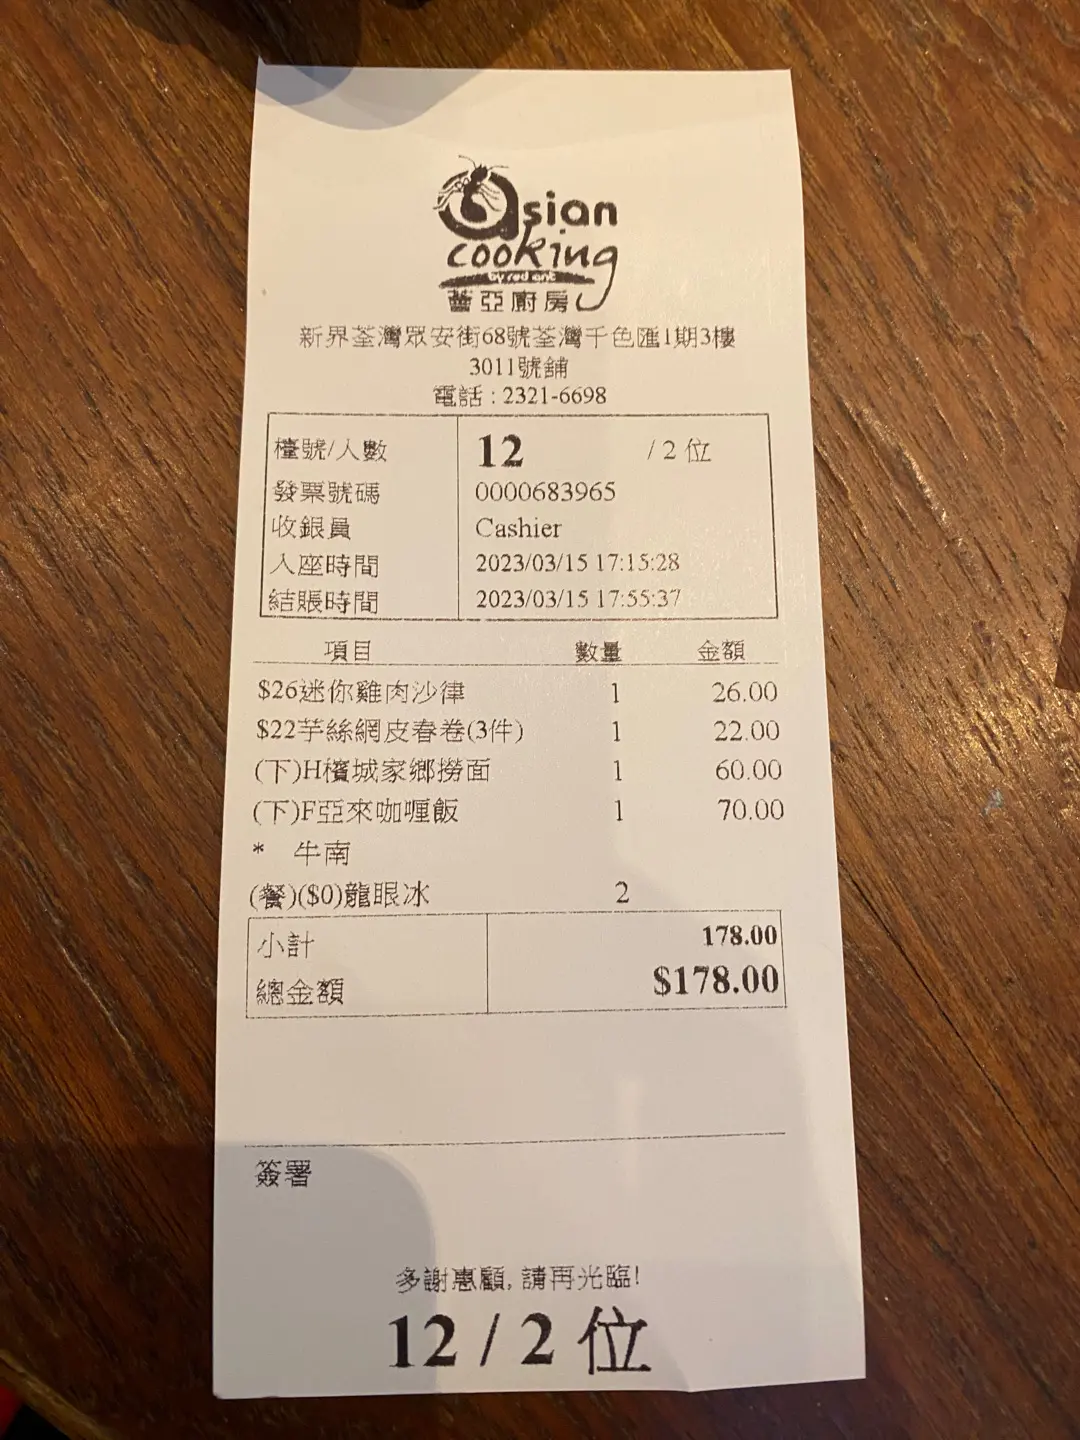 asian
cooking
by red ant
薈亞廚房
新界荃灣眾安街68號荃灣千色匯1期3樓
3011號舖
電話 : 2321-6698
檯號/人數 12 / 2 位
發票號碼 0000683965
收銀員 Cashier
入座時間 2023/03/15 17:15:28
結賬時間 2023/03/15 17:55:37
項目 數量 金額
$26迷你雞肉沙律 1 26.00
$22芋絲網皮春卷(3件) 1 22.00
(下)H檳城家鄉撈面 1 60.00
(下)F亞來咖喱飯 1 70.00
* 牛南
(餐)($0)龍眼冰 2
小計 178.00
總金額 $178.00
簽署
多謝惠顧, 請再光臨!
12 / 2 位